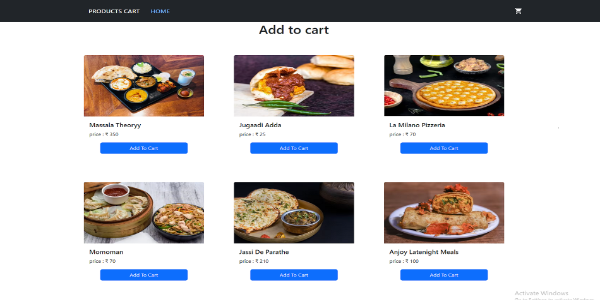 PRODUCTS CART HOME
Add to cart
Massala Theoryy
price : ₹ 350
Add To Cart
Jugaadi Adda
price : ₹ 25
Add To Cart
La Milano Pizzeria
price : ₹ 70
Add To Cart
Momoman
price : ₹ 70
Add To Cart
Jassi De Parathe
price : ₹ 210
Add To Cart
Anjoy Latenight Meals
price : ₹ 100
Add To Cart
Activate Windows